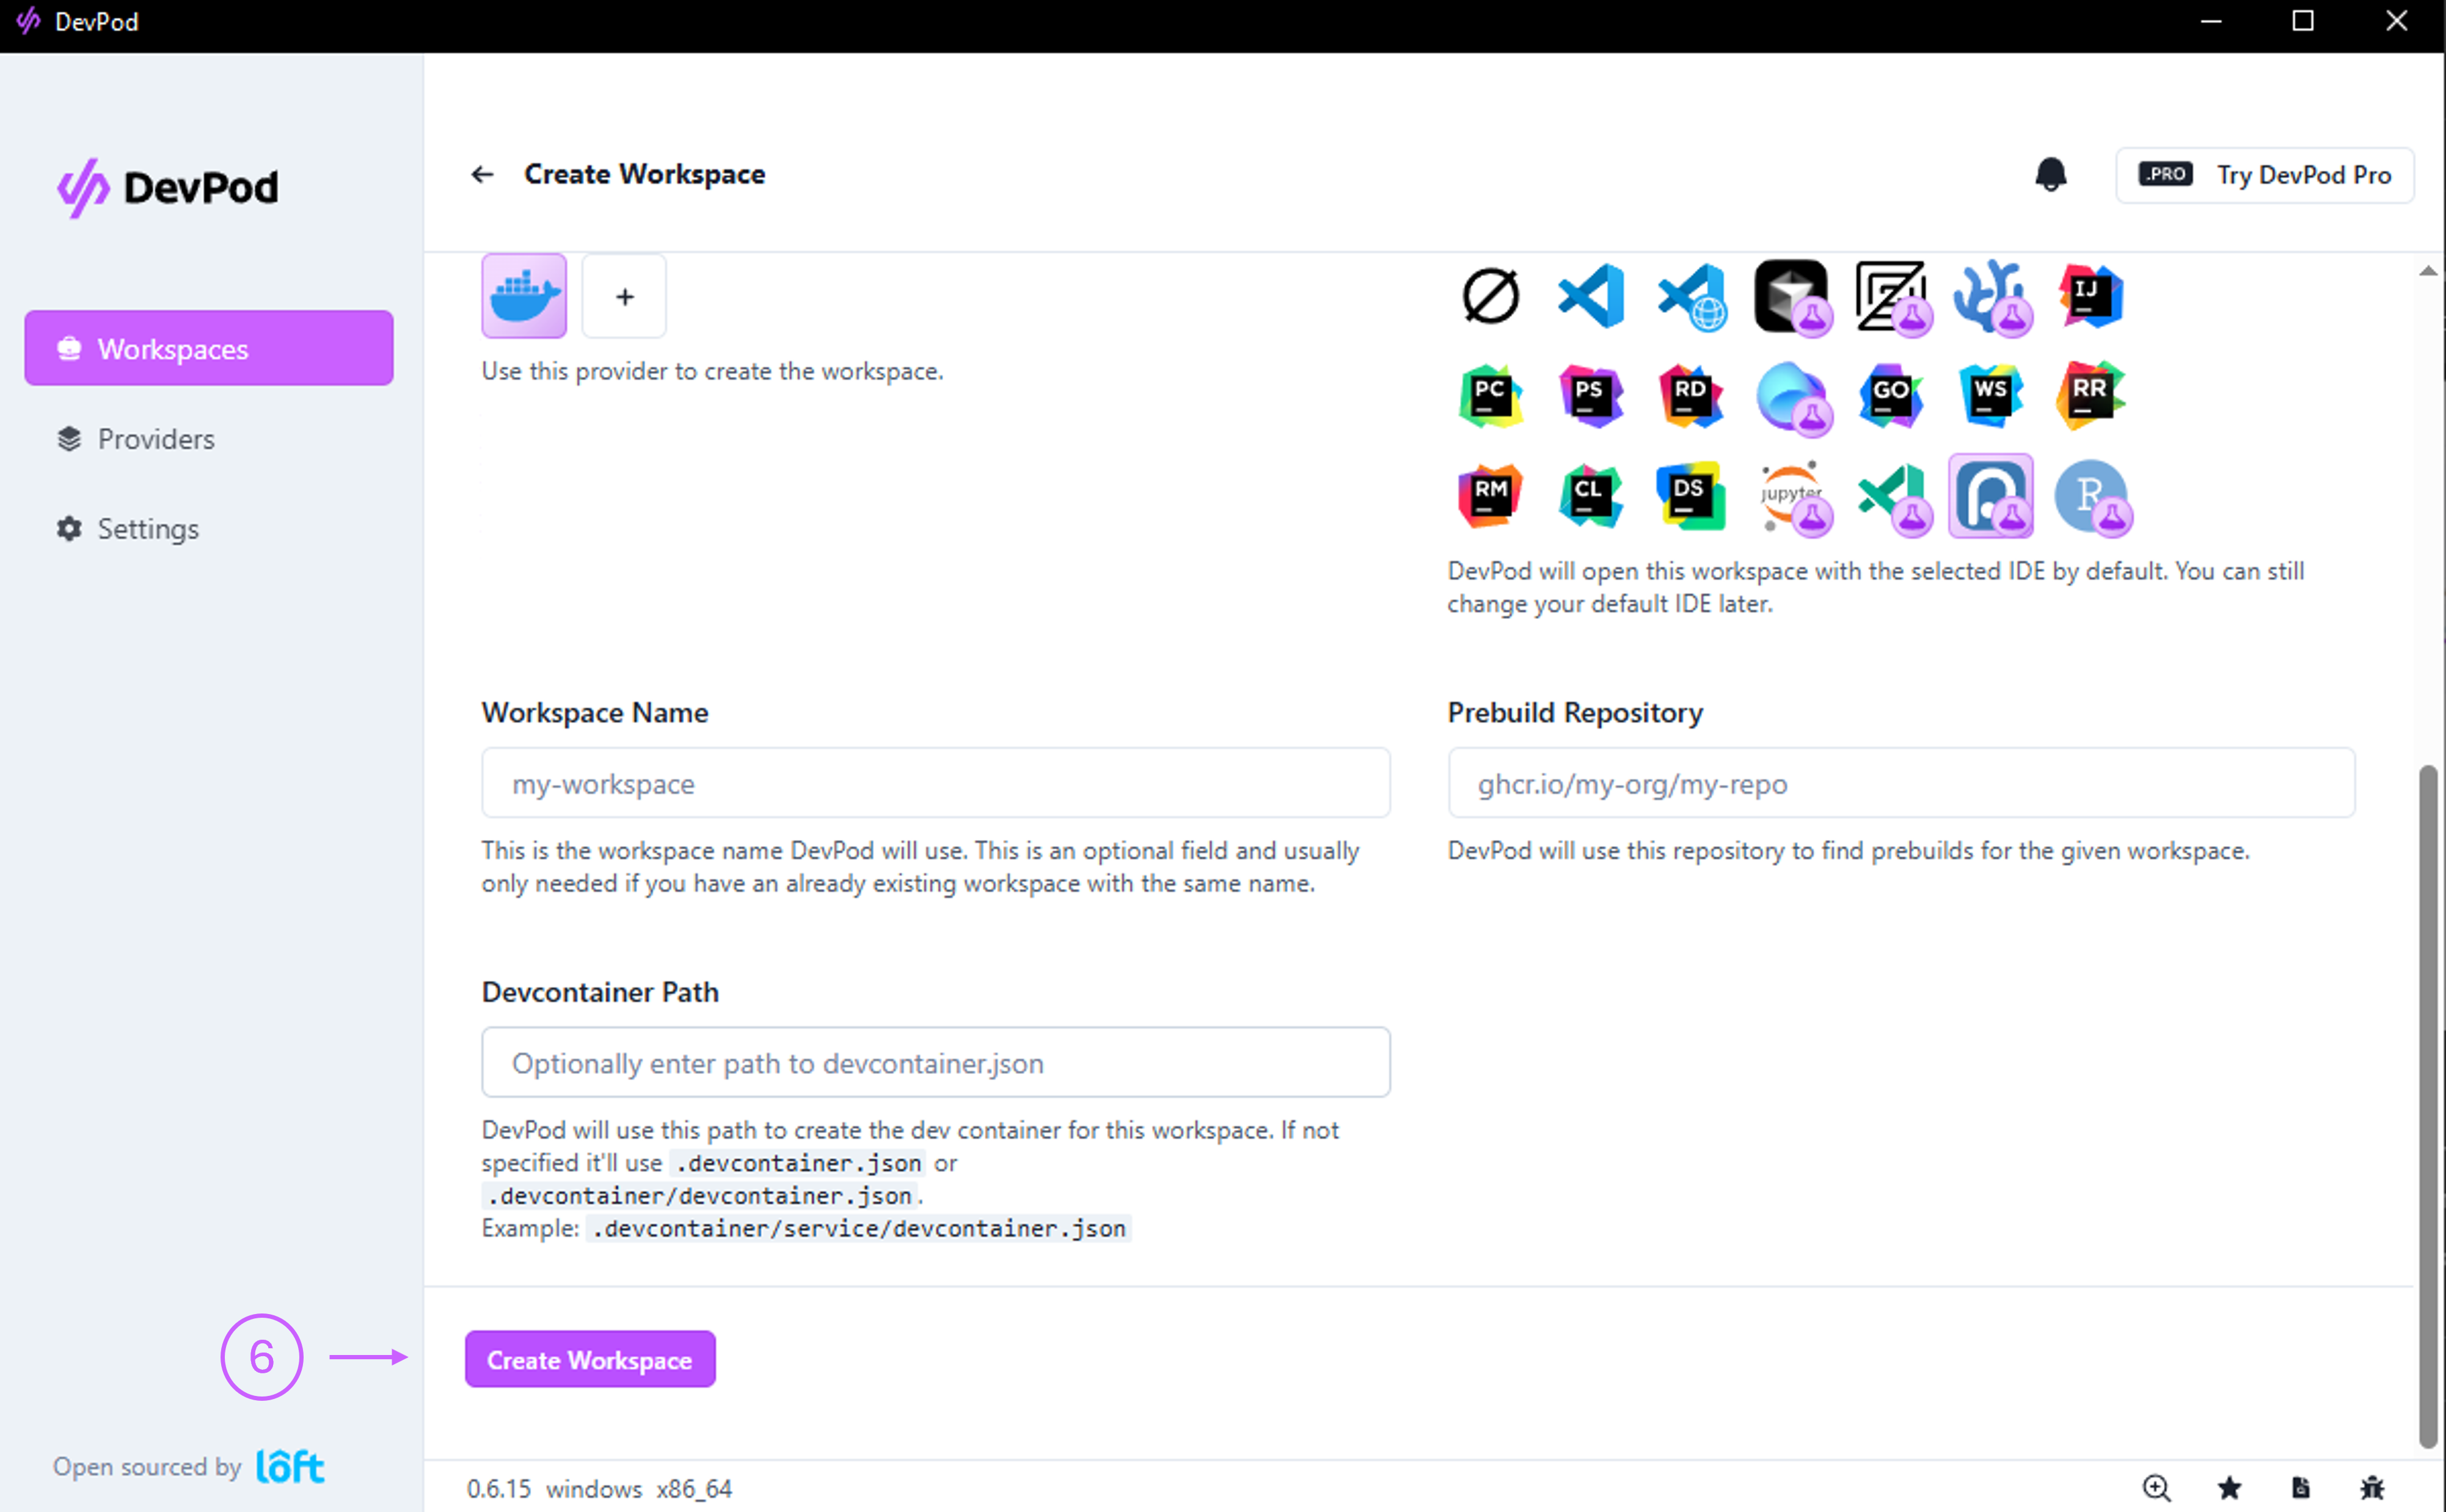 DevPod
DevPod
Create Workspace
.PRO Try DevPod Pro
Workspaces
Providers
Settings
+
Use this provider to create the workspace.
IJ
PC PS RD GO WS RR
RM CL DS jupyter R
DevPod will open this workspace with the selected IDE by default. You can still
change your default IDE later.
Workspace Name
my-workspace
This is the workspace name DevPod will use. This is an optional field and usually
only needed if you have an already existing workspace with the same name.
Prebuild Repository
ghcr.io/my-org/my-repo
DevPod will use this repository to find prebuilds for the given workspace.
Devcontainer Path
Optionally enter path to devcontainer.json
DevPod will use this path to create the dev container for this workspace. If not
specified it'll use .devcontainer.json or
.devcontainer/devcontainer.json.
Example: .devcontainer/service/devcontainer.json
6
Create Workspace
Open sourced by lôft
0.6.15 windows x86_64